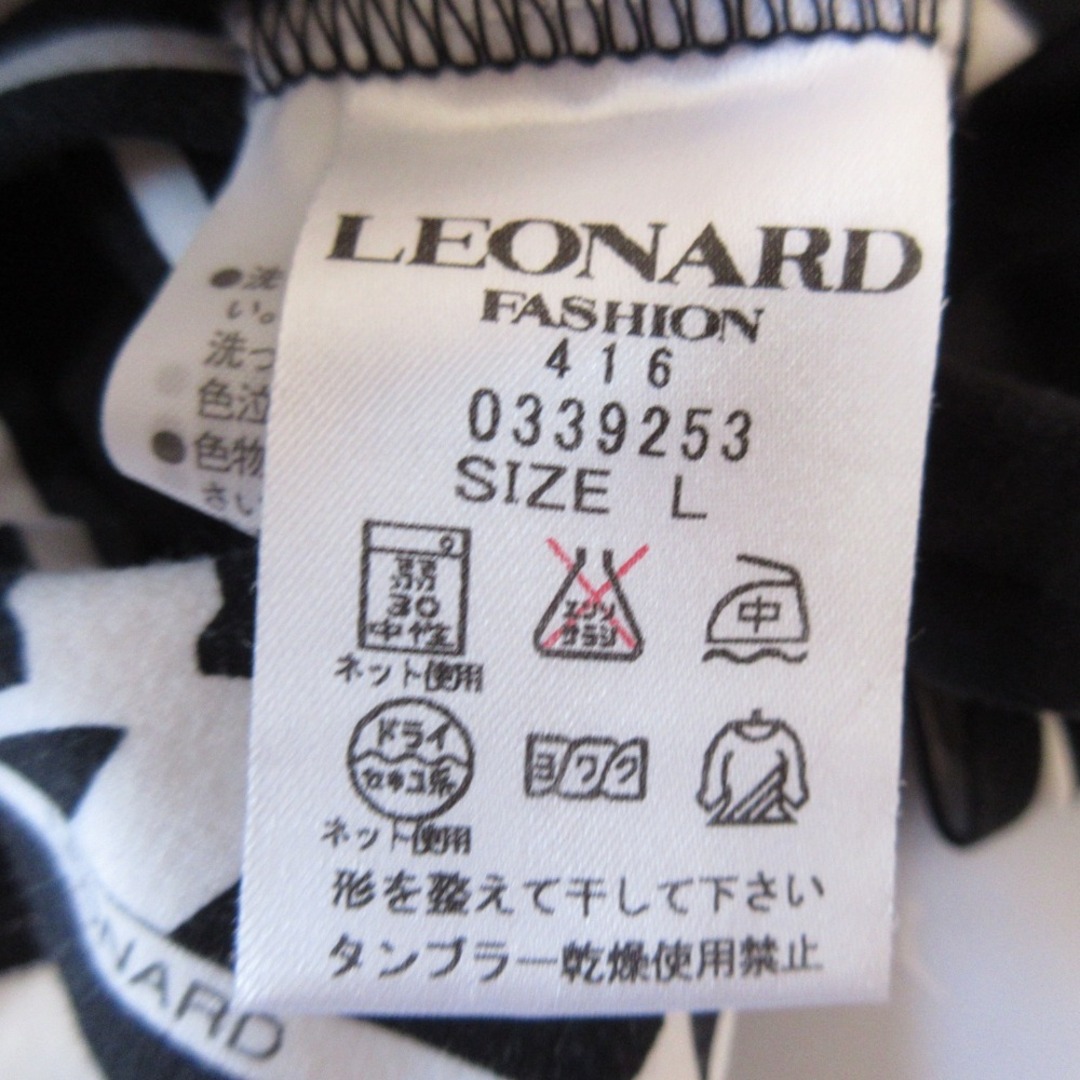 LEONARD
FASHION
416
0339253
SIZE L
弱
30
中性
ネット使用
エンソ
サラシ
中
ドライ
セキユ系
ネット使用
ヨワク
形を整えて干して下さい
タンブラー乾燥使用禁止
い。
洗っ
色泣
●色物
さい
NARD